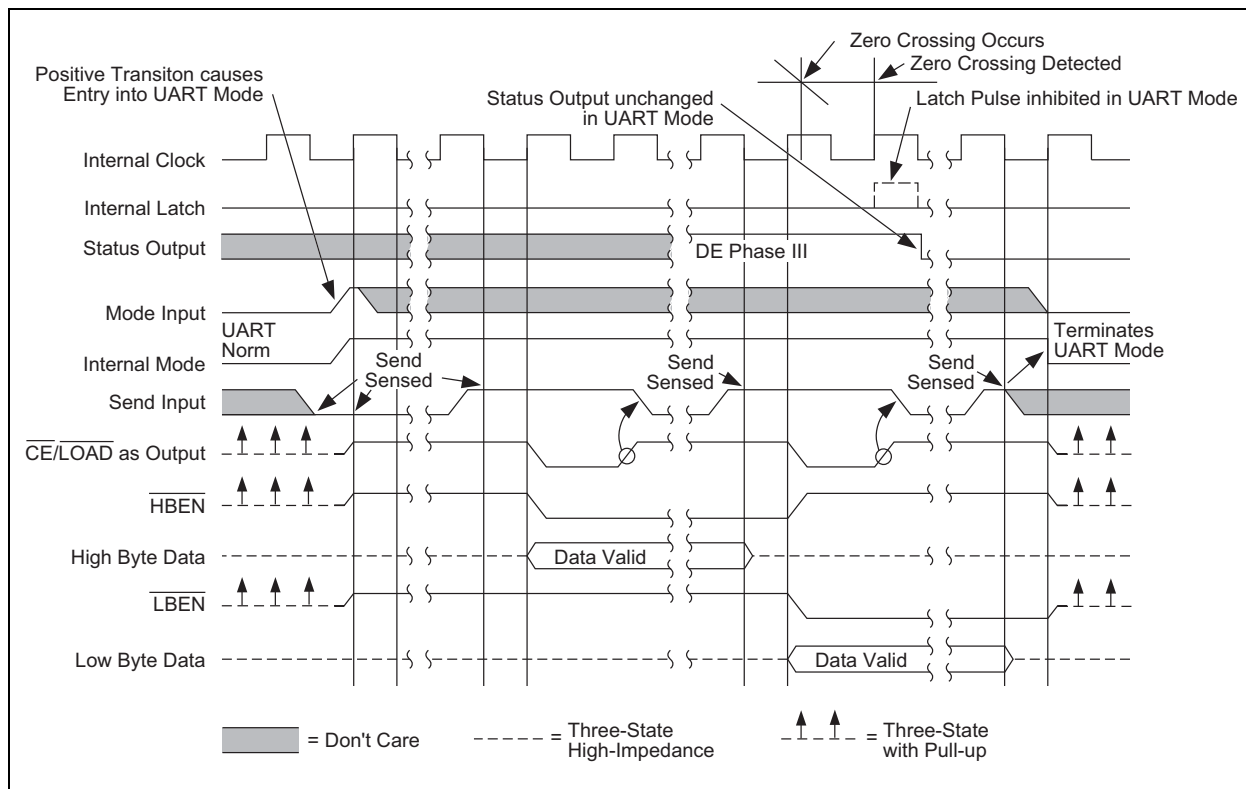 Zero Crossing Occurs
Zero Crossing Detected
Positive Transiton causes
Entry into UART Mode
Status Output unchanged
in UART Mode
Latch Pulse inhibited in UART Mode
Internal Clock
Internal Latch
Status Output
DE Phase III
Mode Input
UART
Norm
Terminates
UART Mode
Internal Mode
Send
Sensed
Send
Sensed
Send
Sensed
Send Input
CE/LOAD as Output
HBEN
High Byte Data
Data Valid
LBEN
Low Byte Data
Data Valid
= Don't Care
= Three-State
High-Impedance
= Three-State
with Pull-up